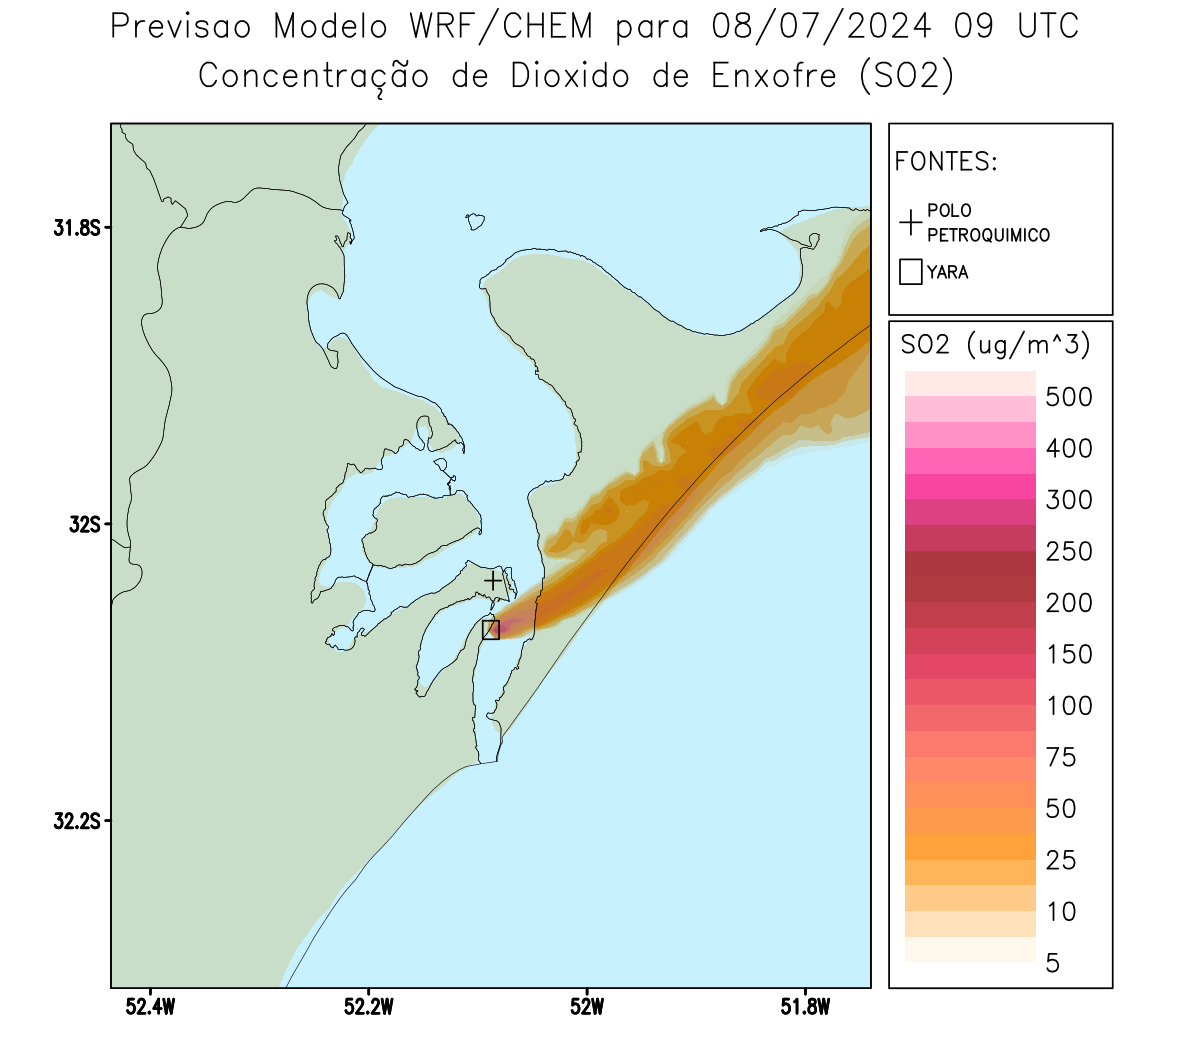 Previsao Modelo WRF/CHEM para 08/07/2024 09 UTC
Concentração de Dioxido de Enxofre (SO2)
FONTES:
POLO
PETROQUIMICO
YARA
SO2 (ug/m^3)
500
400
300
250
200
150
100
75
50
25
10
5
31.8S
32S
32.2S
52.4W
52.2W
52W
51.8W